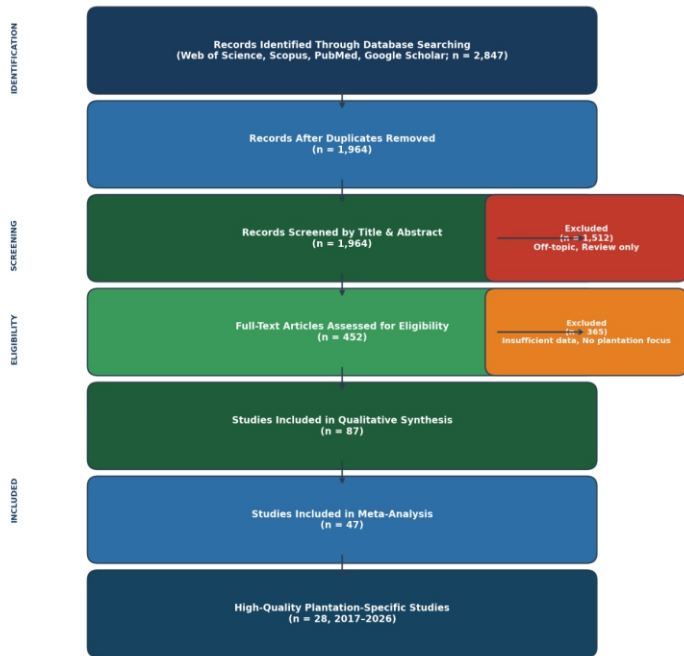 IDENTIFICATION
Records Identified Through Database Searching
(Web of Science, Scopus, PubMed, Google Scholar; n = 2,847)
Records After Duplicates Removed
(n = 1,964)
SCREENING
Records Screened by Title & Abstract
(n = 1,964)
Excluded
(n = 1,512)
Off-topic, Review only
ELIGIBILITY
Full-Text Articles Assessed for Eligibility
(n = 452)
Excluded
(n = 365)
Insufficient data, No plantation focus
Studies Included in Qualitative Synthesis
(n = 87)
INCLUDED
Studies Included in Meta-Analysis
(n = 47)
High-Quality Plantation-Specific Studies
(n = 28, 2017–2026)